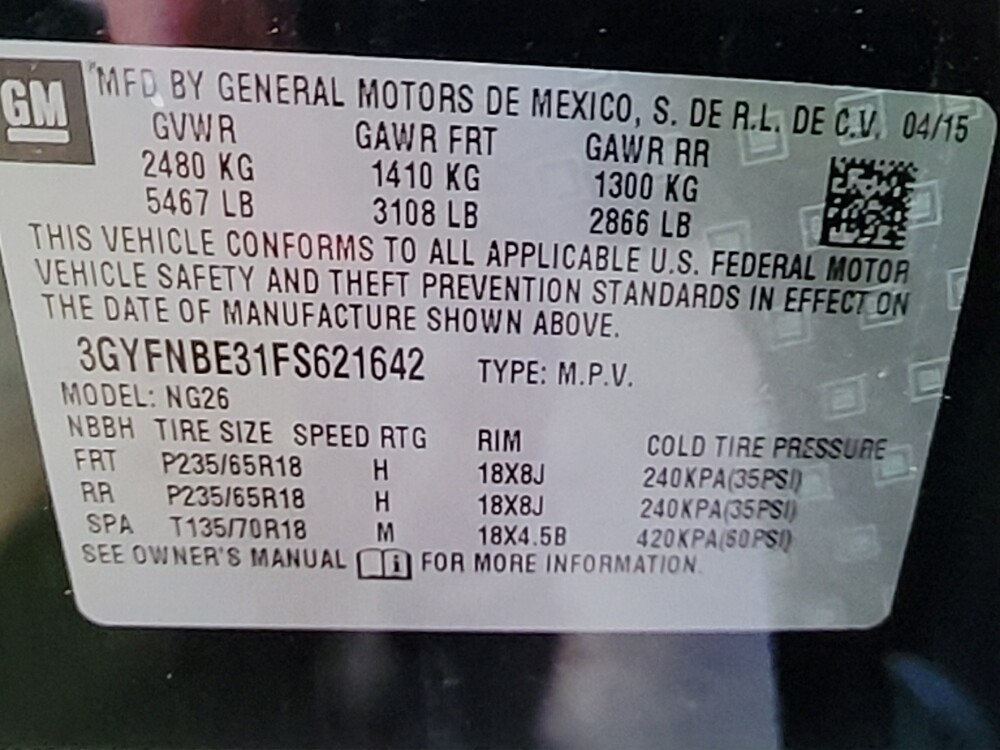 GM
MFD BY GENERAL MOTORS DE MEXICO, S. DE R.L. DE C.V. 04/15
GVWR GAWR FRT GAWR RR
2480 KG 1410 KG 1300 KG
5467 LB 3108 LB 2866 LB
THIS VEHICLE CONFORMS TO ALL APPLICABLE U.S. FEDERAL MOTOR
VEHICLE SAFETY AND THEFT PREVENTION STANDARDS IN EFFECT ON
THE DATE OF MANUFACTURE SHOWN ABOVE.
3GYFNBE31FS621642 TYPE: M.P.V.
MODEL: NG26
NBBH TIRE SIZE SPEED RTG RIM COLD TIRE PRESSURE
FRT P235/65R18 H 18X8J 240KPA(35PSI)
RR P235/65R18 H 18X8J 240KPA(35PSI)
SPA T135/70R18 M 18X4.5B 420KPA(60PSI)
SEE OWNER'S MANUAL i FOR MORE INFORMATION.